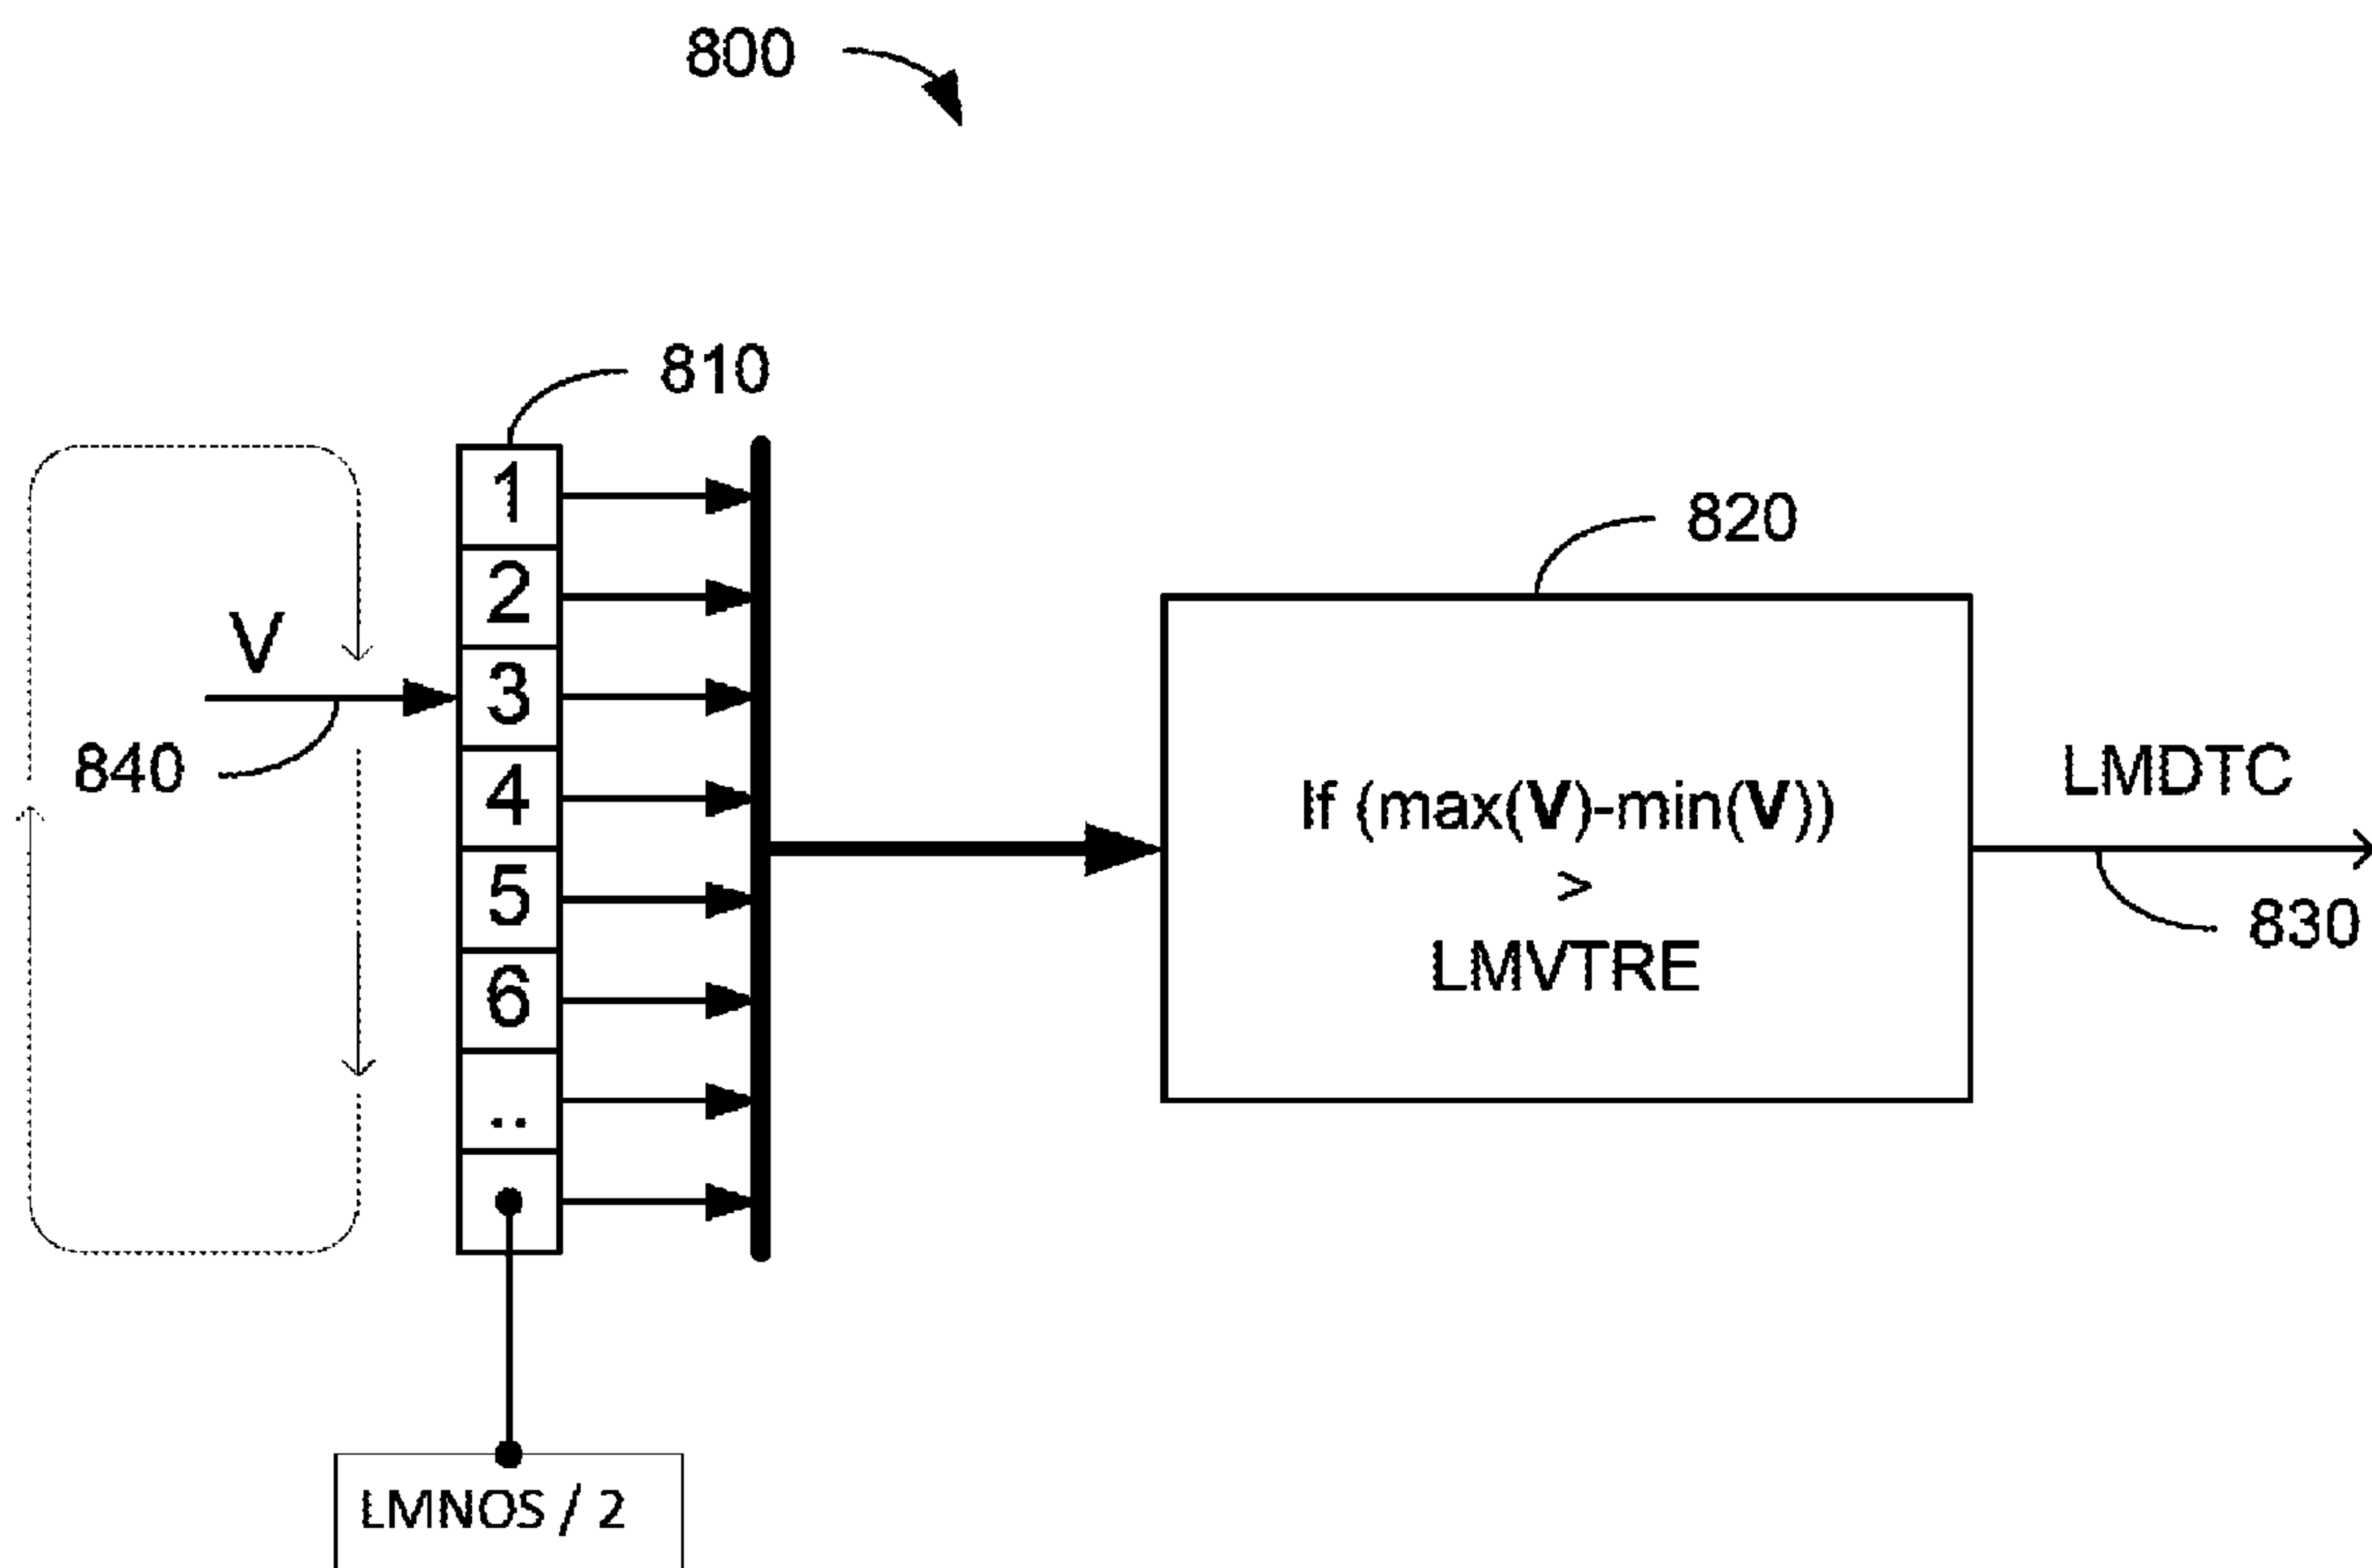 800
810
1
820
2
V
3
840
4
If (max(V)-min(V))
LMDTC
5
>
830
6
LMVTRE
..
LMNOS / 2